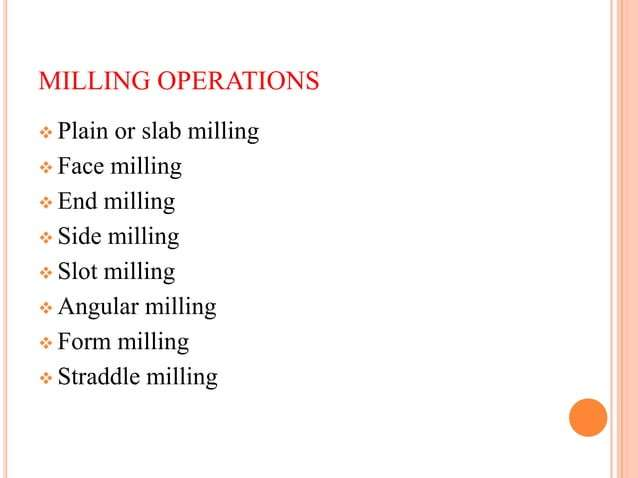 MILLING OPERATIONS
Plain or slab milling
Face milling
End milling
Side milling
Slot milling
Angular milling
Form milling
Straddle milling